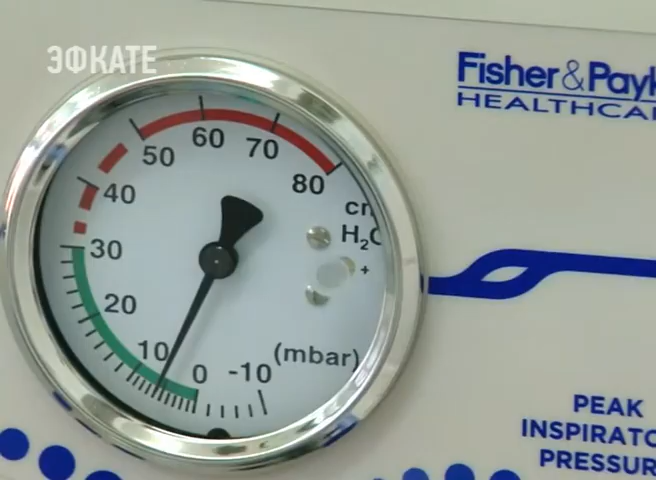 ЭФКАТЕ
Fisher&Payk
HEALTHCA
60
50
70
80
40
cm
H2O
30
+
20
10
0
-10
(mbar)
PEAK
INSPIRATO
PRESSUR